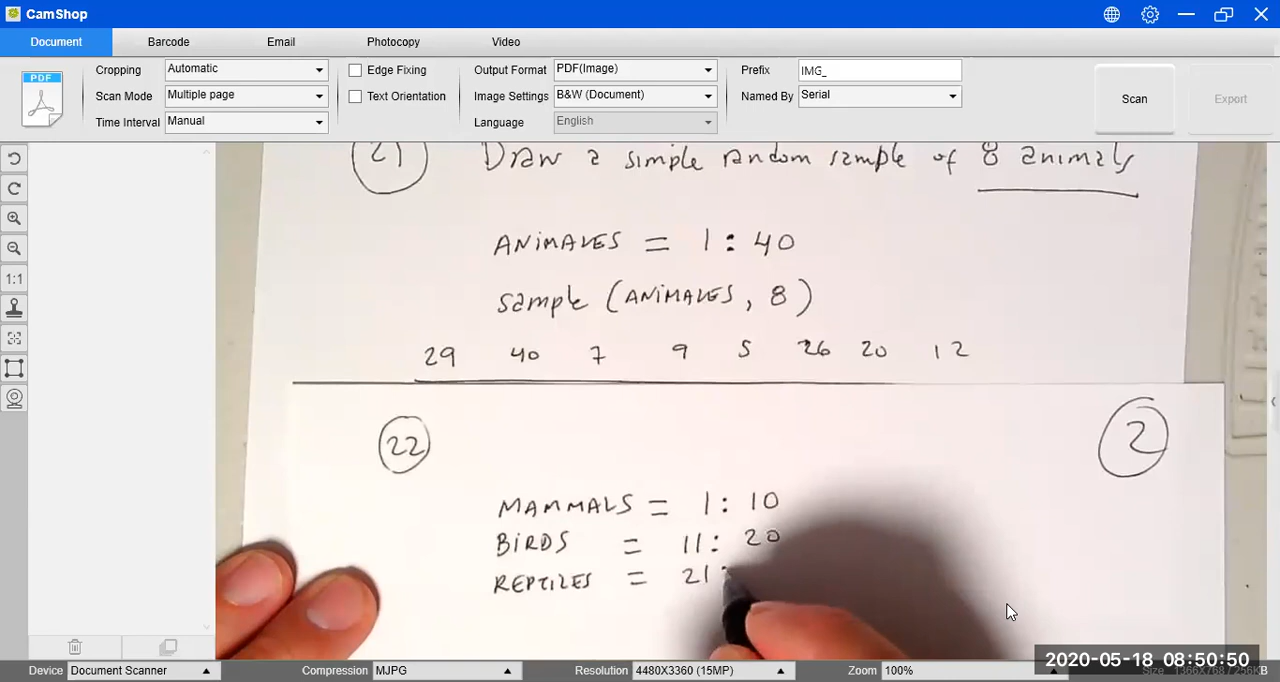 CamShop
Document Barcode Email Photocopy Video
Cropping Automatic Edge Fixing Output Format PDF(Image) Prefix IMG_
PDF Scan Mode Multiple page Text Orientation Image Settings B&W (Document) Named By Serial Scan Export
Time Interval Manual Language English
1:1
21 Draw a simple random sample of 8 animals
ANIMALES = 1 : 40
sample (ANIMALES, 8)
29 40 7 9 5 26 20 12
22 2
MAMMALS = 1 : 10
BIRDS = 11 : 20
REPTILES = 21 :
2020-05-18 08:50:50
Device Document Scanner Compression MJPG Resolution 4480X3360 (15MP) Zoom 100%